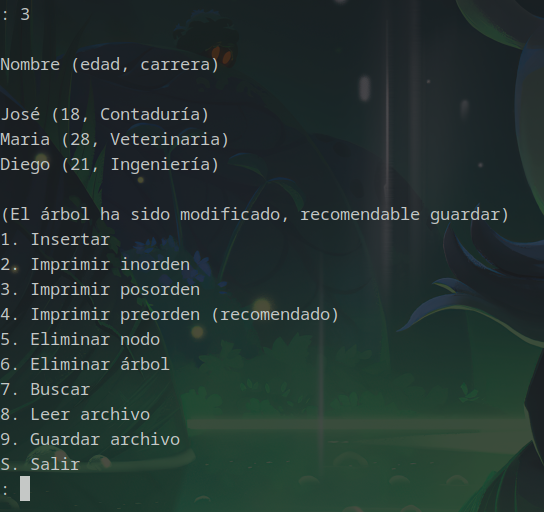 : 3
Nombre (edad, carrera)
José (18, Contaduría)
Maria (28, Veterinaria)
Diego (21, Ingeniería)
(El árbol ha sido modificado, recomendable guardar)
1. Insertar
2. Imprimir inorden
3. Imprimir posorden
4. Imprimir preorden (recomendado)
5. Eliminar nodo
6. Eliminar árbol
7. Buscar
8. Leer archivo
9. Guardar archivo
S. Salir
: